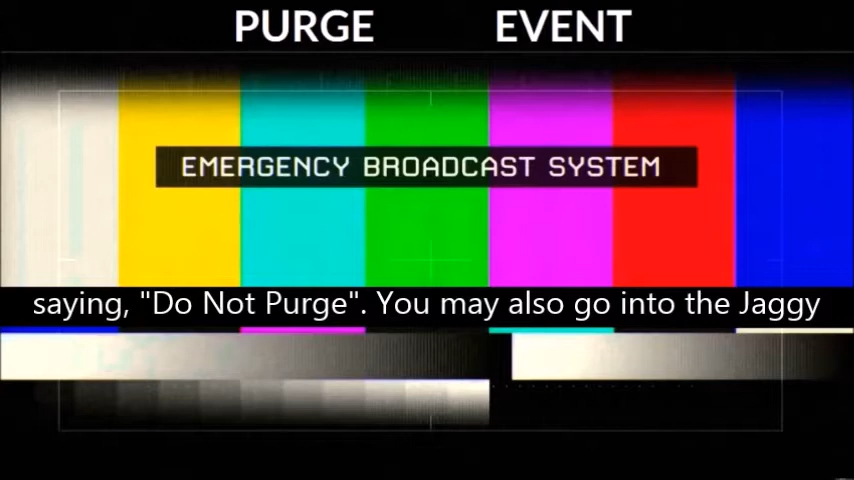 PURGE EVENT
EMERGENCY BROADCAST SYSTEM
saying, "Do Not Purge". You may also go into the Jaggy